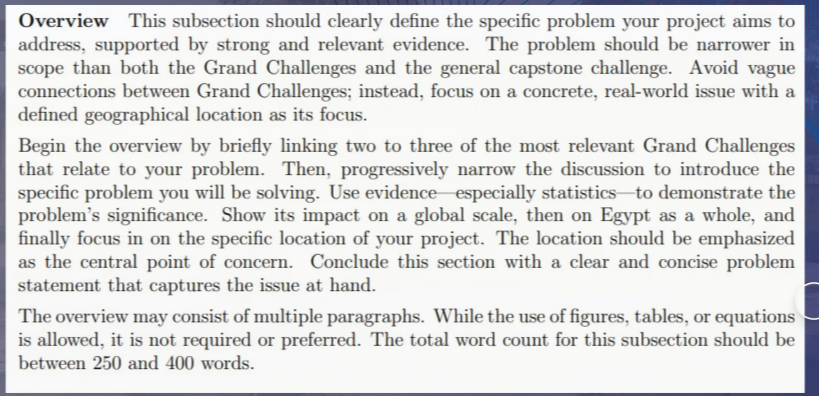 Overview This subsection should clearly define the specific problem your project aims to
address, supported by strong and relevant evidence. The problem should be narrower in
scope than both the Grand Challenges and the general capstone challenge. Avoid vague
connections between Grand Challenges; instead, focus on a concrete, real-world issue with a
defined geographical location as its focus.
Begin the overview by briefly linking two to three of the most relevant Grand Challenges
that relate to your problem. Then, progressively narrow the discussion to introduce the
specific problem you will be solving. Use evidence—especially statistics—to demonstrate the
problem's significance. Show its impact on a global scale, then on Egypt as a whole, and
finally focus in on the specific location of your project. The location should be emphasized
as the central point of concern. Conclude this section with a clear and concise problem
statement that captures the issue at hand.
The overview may consist of multiple paragraphs. While the use of figures, tables, or equations
is allowed, it is not required or preferred. The total word count for this subsection should be
between 250 and 400 words.